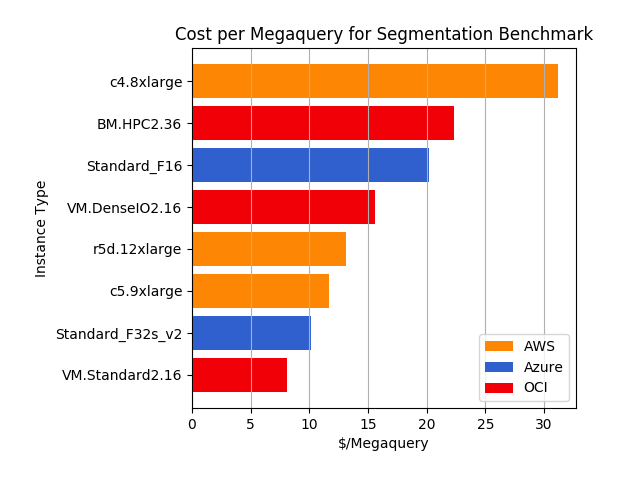 Cost per Megaquery for Segmentation Benchmark
Instance Type
c4.8xlarge
BM.HPC2.36
Standard_F16
VM.DenseIO2.16
r5d.12xlarge
c5.9xlarge
Standard_F32s_v2
VM.Standard2.16
AWS
Azure
OCI
0 5 10 15 20 25 30
$/Megaquery